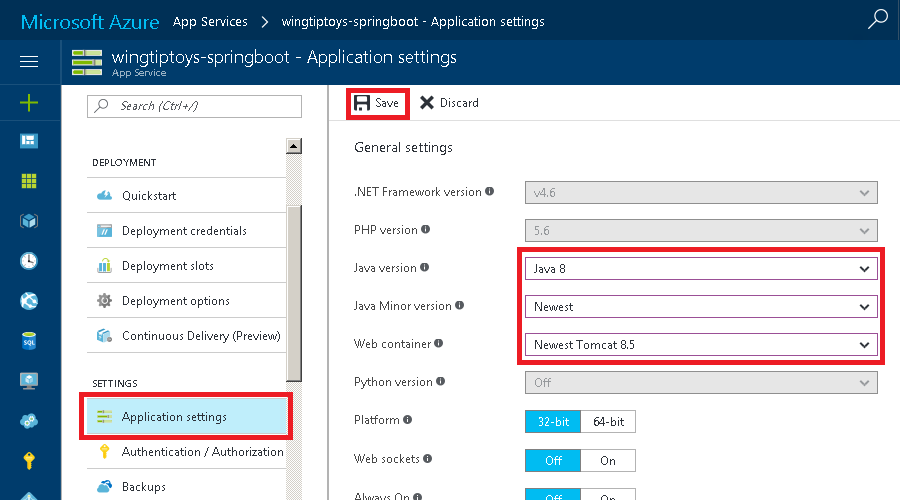 Microsoft Azure App Services > wingtiptoys-springboot - Application settings
wingtiptoys-springboot - Application settings
App Service
Search (Ctrl+/)
DEPLOYMENT
Quickstart
Deployment credentials
Deployment slots
Deployment options
Continuous Delivery (Preview)
SETTINGS
Application settings
Authentication / Authorization
Backups
SQL
Save Discard
General settings
.NET Framework version v4.6
PHP version 5.6
Java version Java 8
Java Minor version Newest
Web container Newest Tomcat 8.5
Python version Off
Platform 32-bit 64-bit
Web sockets Off On
Always On Off On